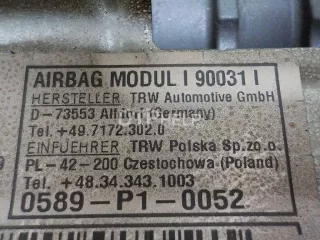 AIRBAG MODUL I 90031 I
HERSTELLER TRW Automotive GmbH
D-73553 Alfdorf (Germany)
Tel. +49.7172.302.0
EINFUEHRER TRW Polska Sp.zo.o.
PL-42-200 Czestochowa (Poland)
Tel. +48.34.343.1003
0589-P1-0052